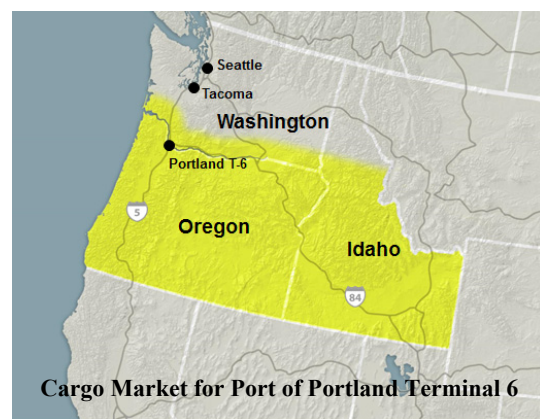 Seattle
Tacoma
Washington
Portland T-6
5
Oregon
Idaho
84
Cargo Market for Port of Portland Terminal 6